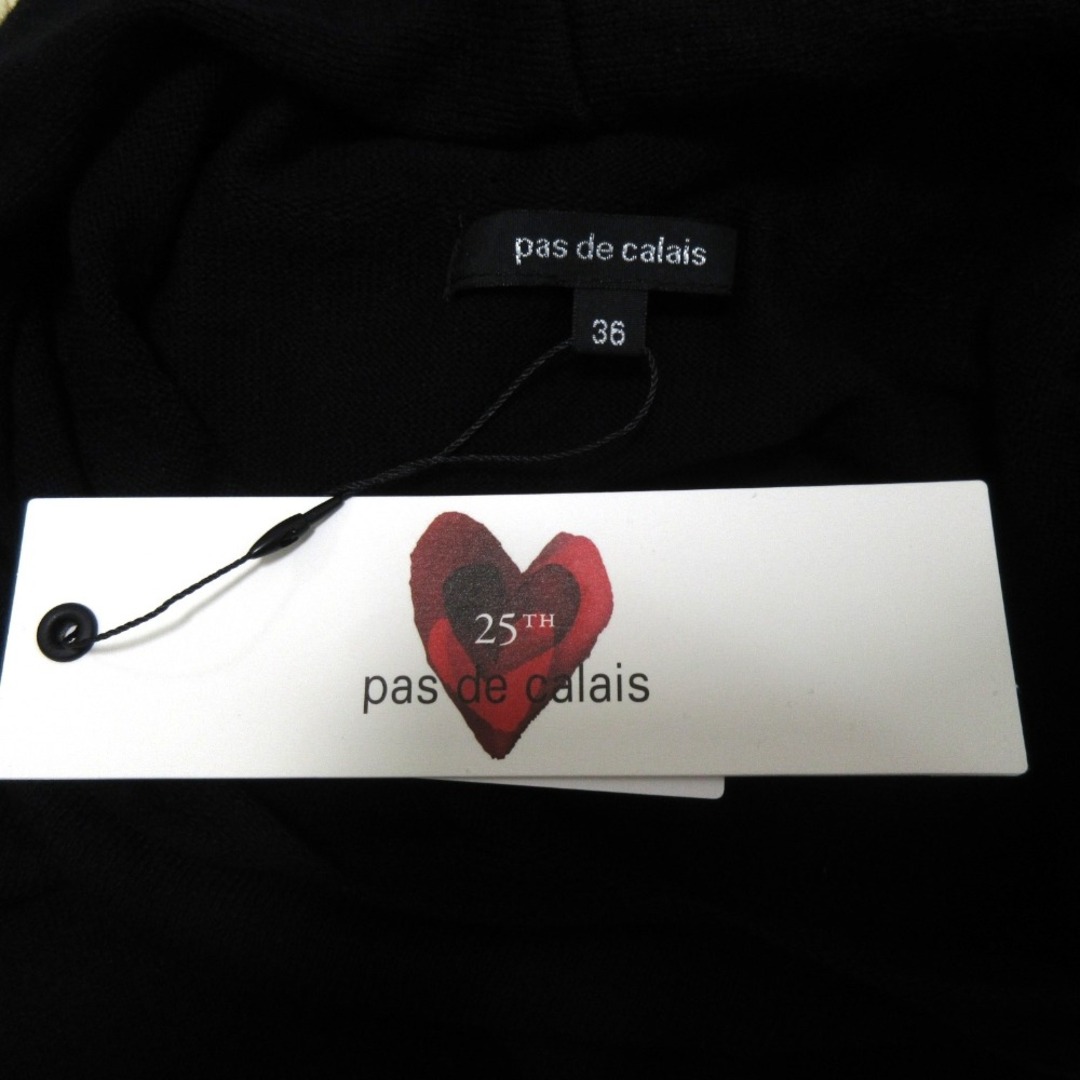 pas de calais
36
25TH
pas de calais